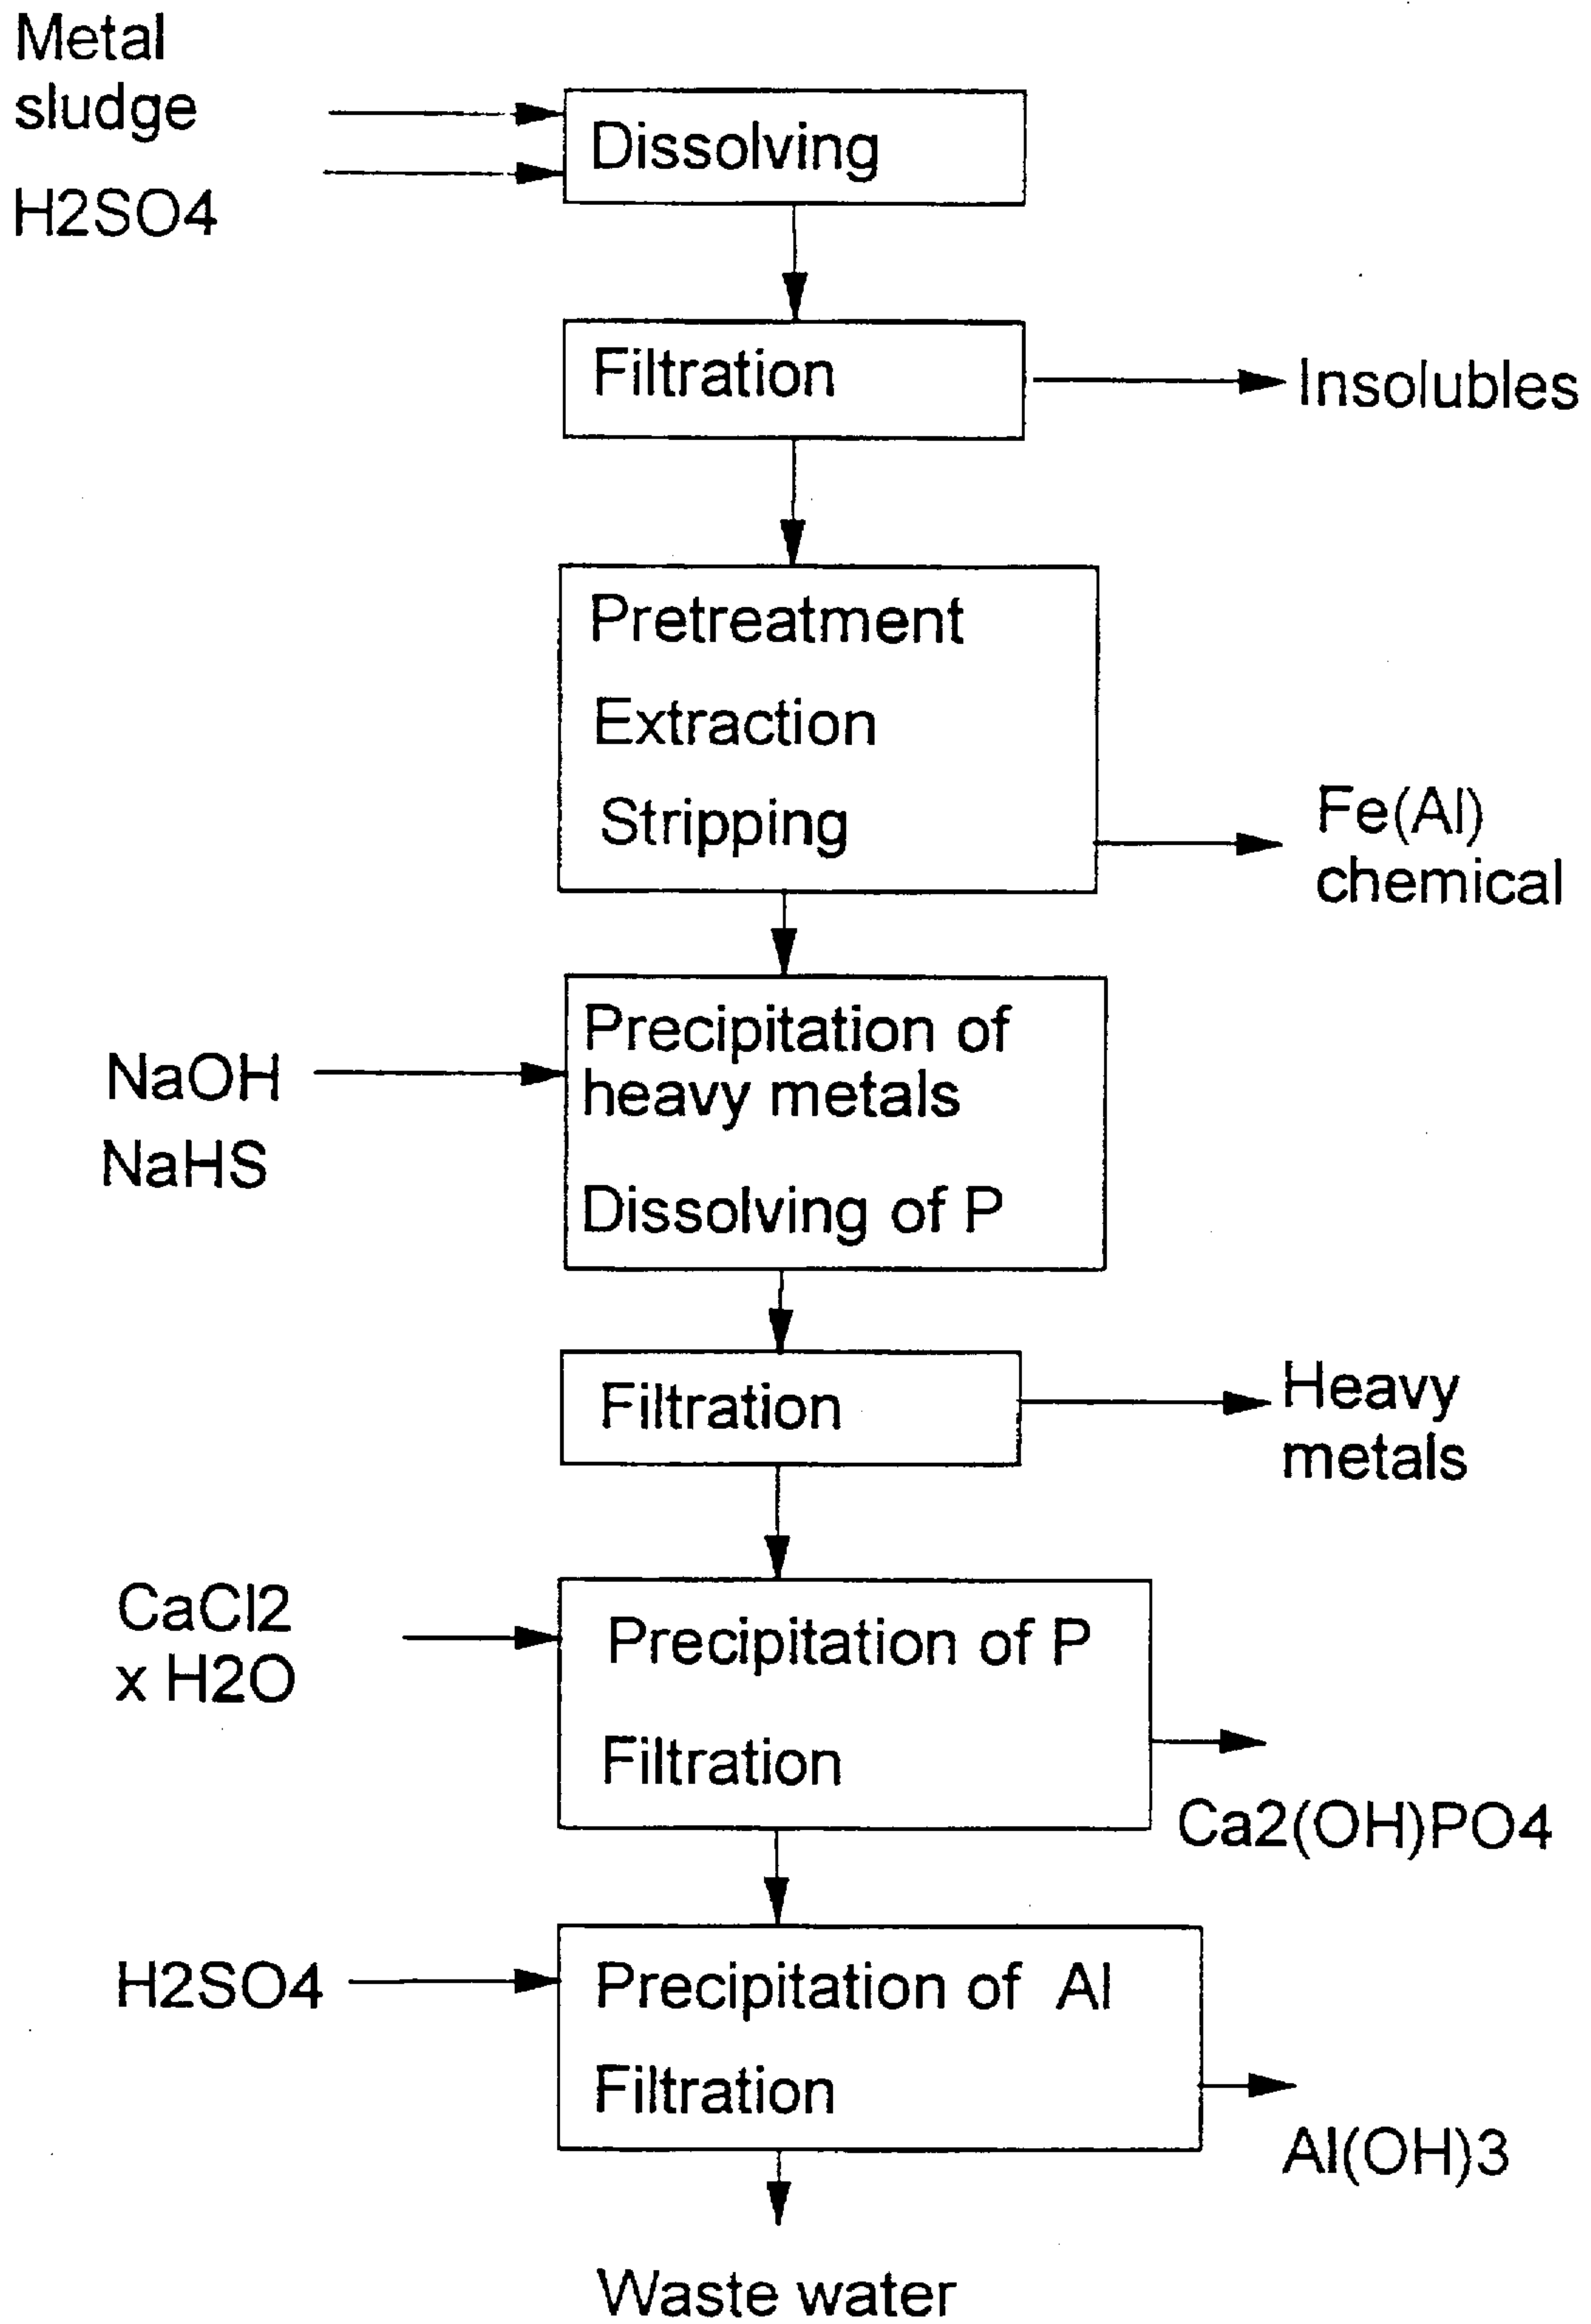 Metal
sludge
H2SO4
Dissolving
Filtration
Insolubles
Pretreatment
Extraction
Stripping
Fe(Al)
chemical
NaOH
NaHS
Precipitation of
heavy metals
Dissolving of P
Filtration
Heavy
metals
CaCl2
x H2O
Precipitation of P
Filtration
Ca2(OH)PO4
H2SO4
Precipitation of Al
Filtration
Al(OH)3
Waste water